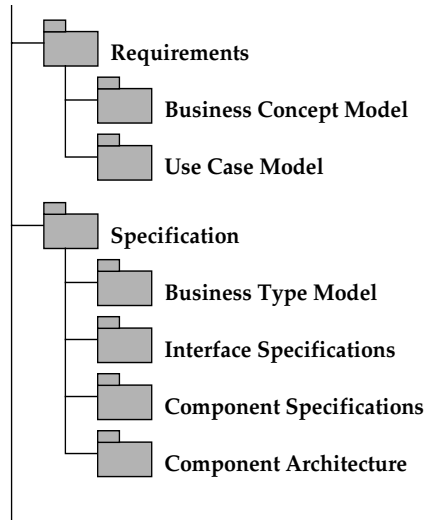 Requirements
Business Concept Model
Use Case Model
Specification
Business Type Model
Interface Specifications
Component Specifications
Component Architecture